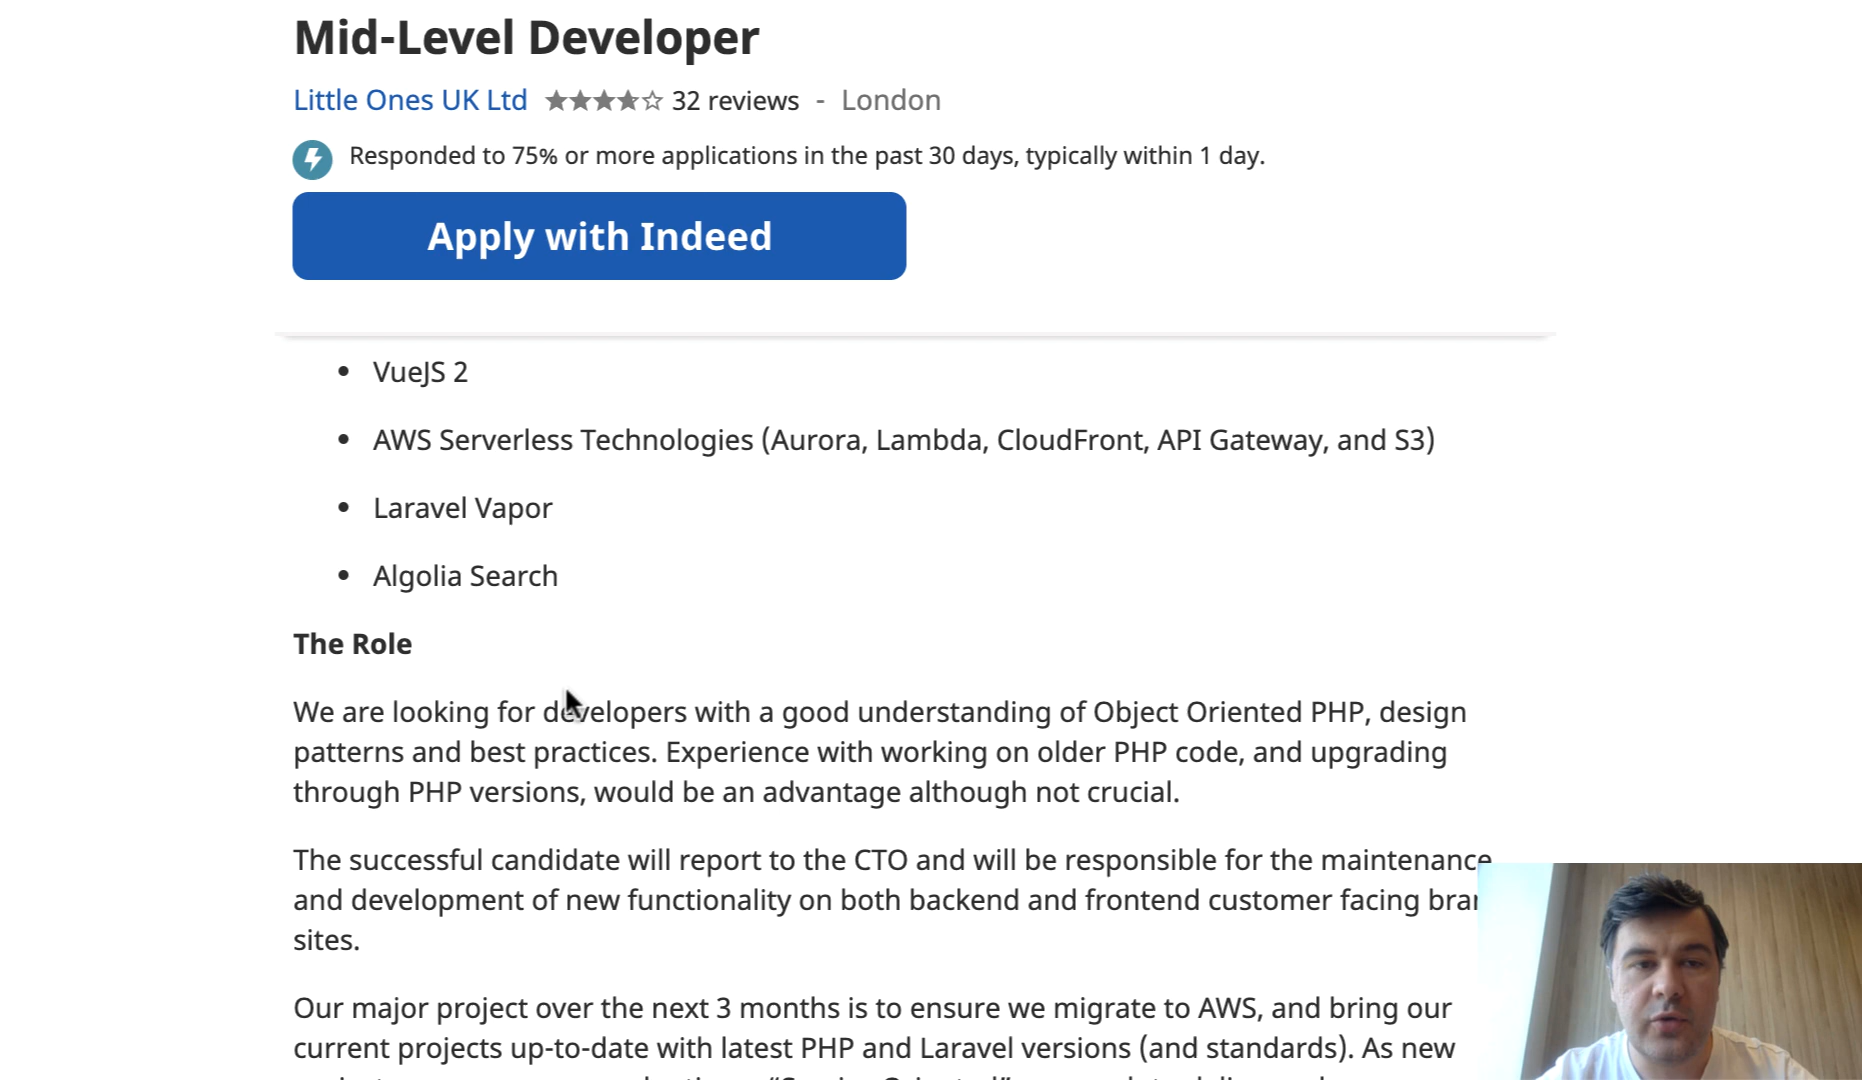 Mid-Level Developer
Little Ones UK Ltd 32 reviews - London
Responded to 75% or more applications in the past 30 days, typically within 1 day.
Apply with Indeed
• VueJS 2
• AWS Serverless Technologies (Aurora, Lambda, CloudFront, API Gateway, and S3)
• Laravel Vapor
• Algolia Search
The Role
We are looking for developers with a good understanding of Object Oriented PHP, design
patterns and best practices. Experience with working on older PHP code, and upgrading
through PHP versions, would be an advantage although not crucial.
The successful candidate will report to the CTO and will be responsible for the maintenance
and development of new functionality on both backend and frontend customer facing
sites.
Our major project over the next 3 months is to ensure we migrate to AWS, and bring our
current projects up-to-date with latest PHP and Laravel versions (and standards). As new